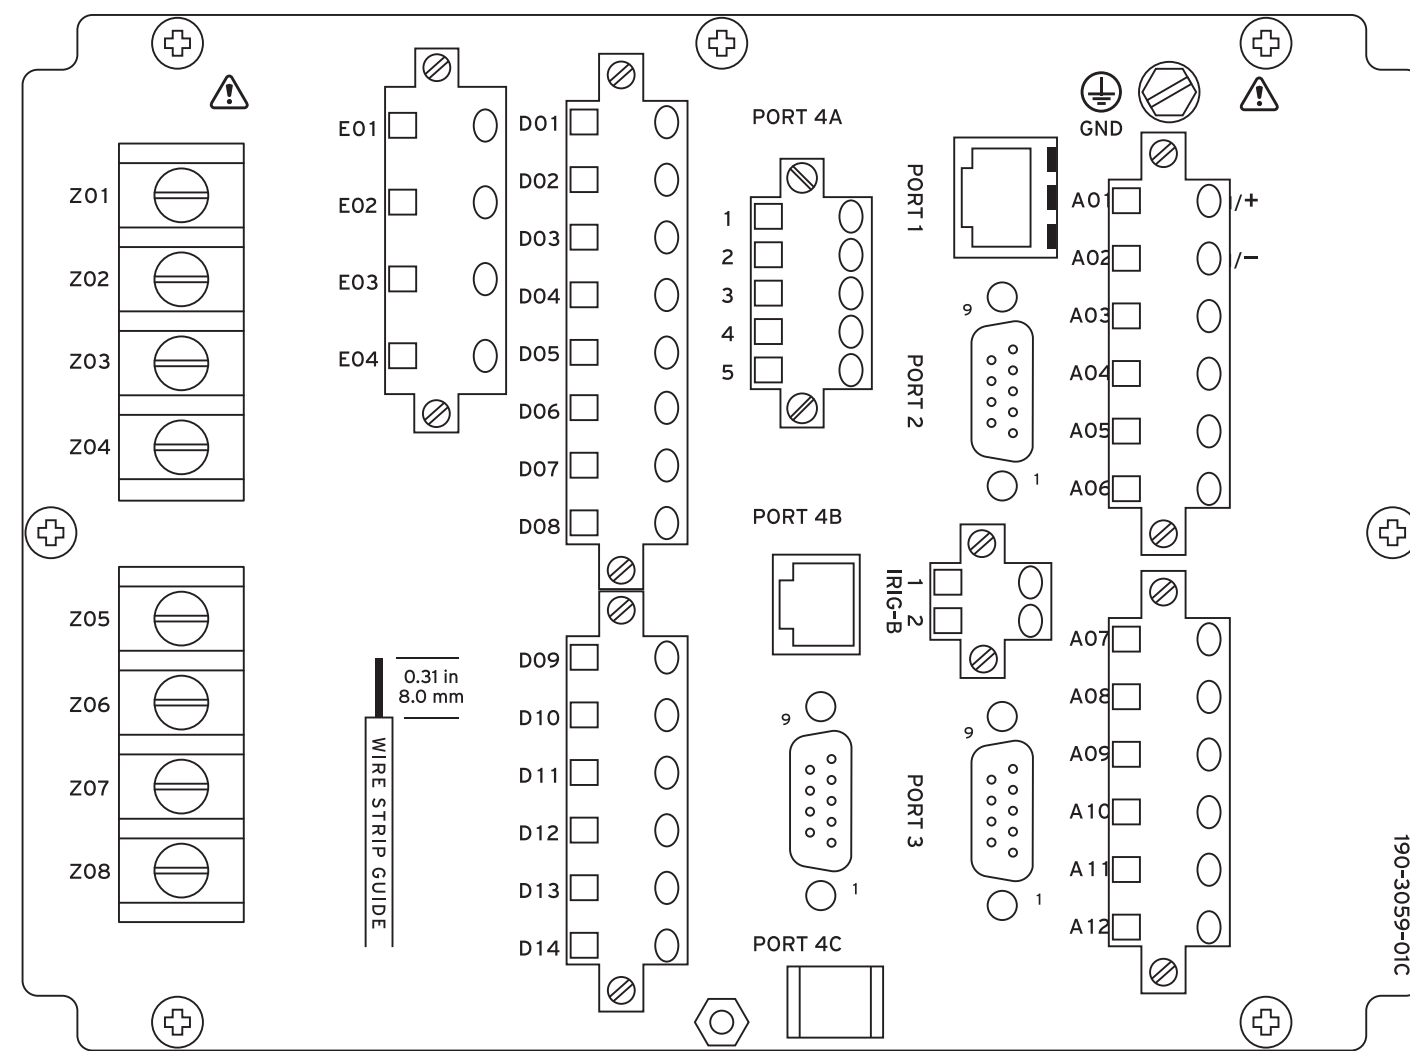 Z01
Z02
Z03
Z04
Z05
Z06
Z07
Z08
E01
E02
E03
E04
0.31 in
8.0 mm
WIRE STRIP GUIDE
D01
D02
D03
D04
D05
D06
D07
D08
D09
D10
D11
D12
D13
D14
PORT 4A
1
2
3
4
5
PORT 4B
9
1
PORT 4C
PORT 1
PORT 2
9
1
IRIG-B
1
2
PORT 3
9
1
GND
A01
/+
A02
/−
A03
A04
A05
A06
A07
A08
A09
A10
A11
A12
190-3059-01C